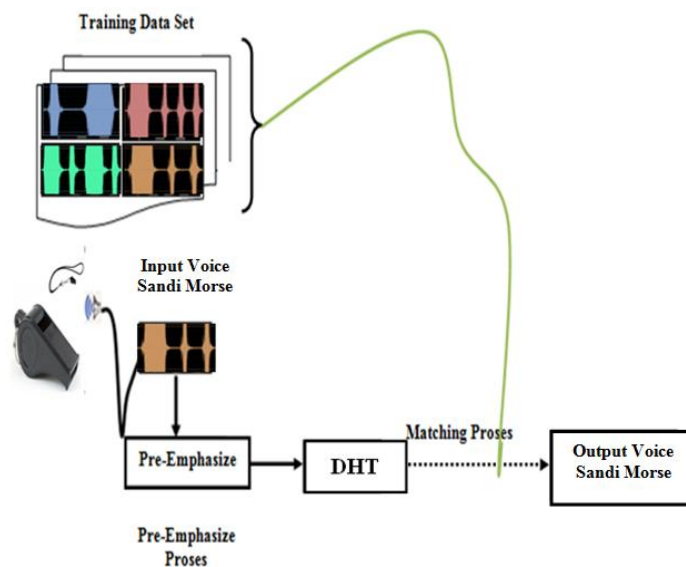 Training Data Set
Input Voice
Sandi Morse
Pre-Emphasize
DHT
Matching Proses
Output Voice
Sandi Morse
Pre-Emphasize
Proses